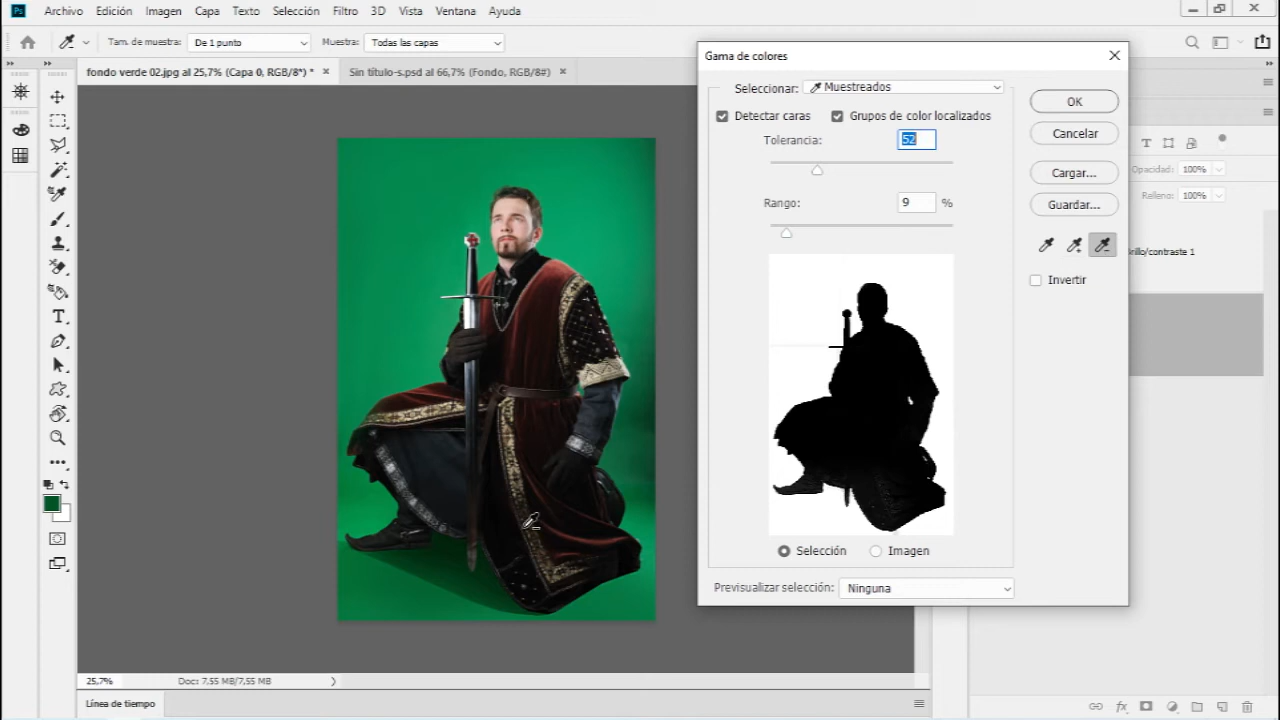 Ps Archivo Edición Imagen Capa Texto Selección Filtro 3D Vista Ventana Ayuda
Tam. de muestra: De 1 punto Muestra: Todas las capas
fondo verde 02.jpg al 25,7% (Capa 0, RGB/8*) * Sin título-s.psd al 66,7% (Fondo, RGB/8#)
Gama de colores
Seleccionar: Muestreados
Detectar caras Grupos de color localizados
Tolerancia: 52
Rango: 9 %
Selección Imagen
Previsualizar selección: Ninguna
OK
Cancelar
Cargar...
Guardar...
Invertir
Opacidad: 100%
Relleno: 100%
rillo/contraste 1
25,7% Doc: 7,55 MB/7,55 MB
Línea de tiempo